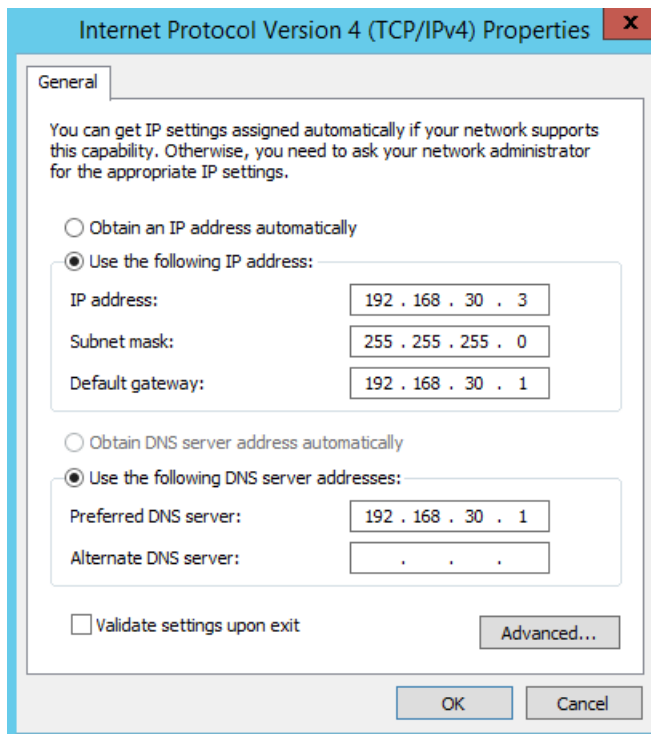 Internet Protocol Version 4 (TCP/IPv4) Properties
x
General
You can get IP settings assigned automatically if your network supports
this capability. Otherwise, you need to ask your network administrator
for the appropriate IP settings.
Obtain an IP address automatically
Use the following IP address:
IP address: 192 . 168 . 30 . 3
Subnet mask: 255 . 255 . 255 . 0
Default gateway: 192 . 168 . 30 . 1
Obtain DNS server address automatically
Use the following DNS server addresses:
Preferred DNS server: 192 . 168 . 30 . 1
Alternate DNS server: . . .
Validate settings upon exit
Advanced...
OK Cancel